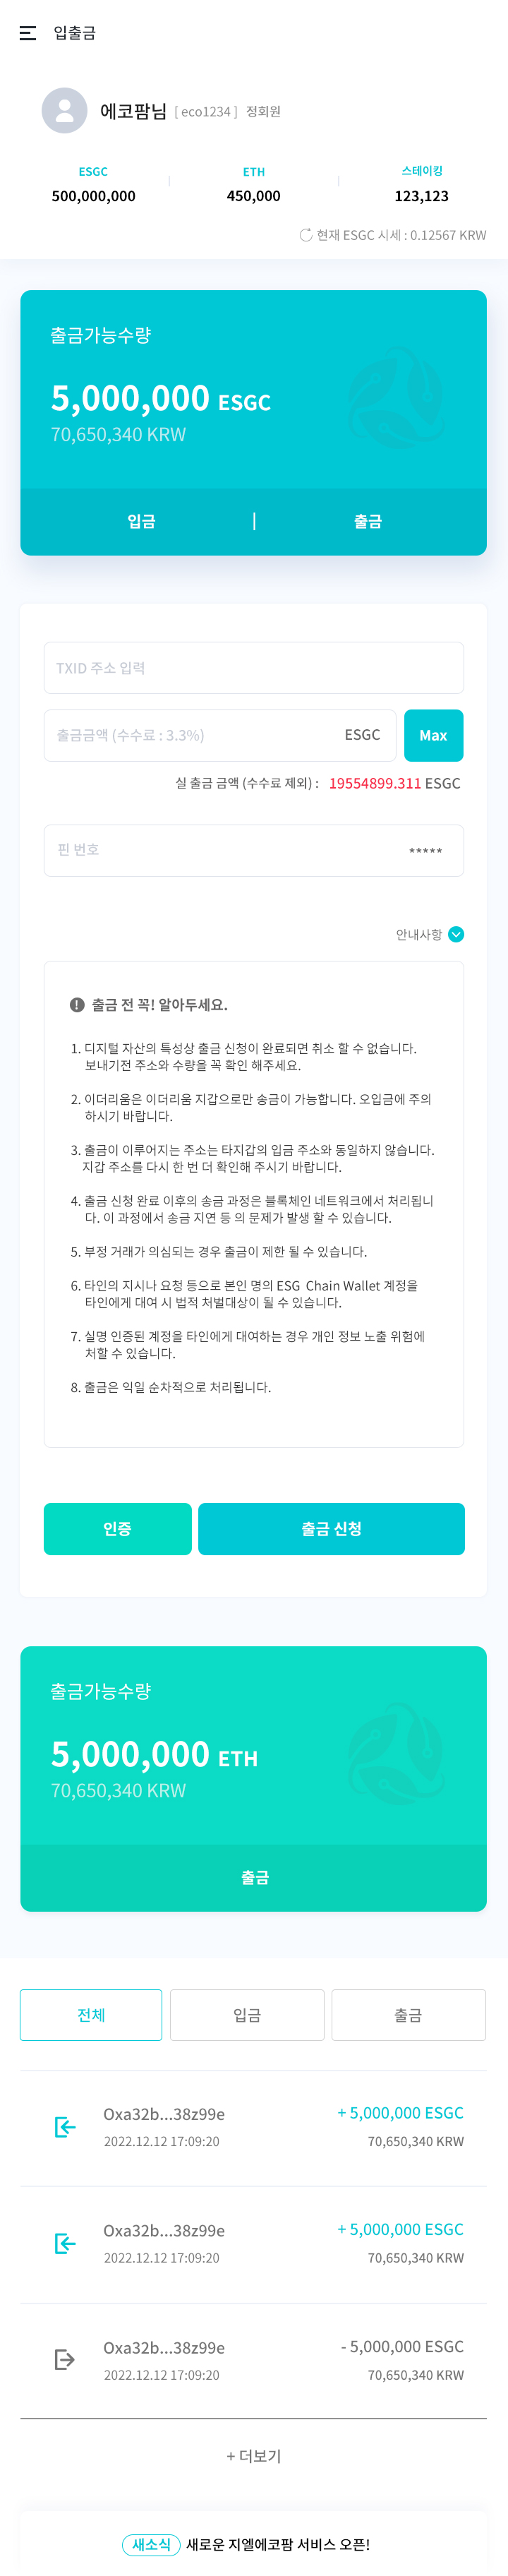 입출금
에코팜님 [ eco1234 ] 정회원
ESGC ETH 스테이킹
500,000,000 450,000 123,123
현재 ESGC 시세 : 0.12567 KRW
출금가능수량
5,000,000 ESGC
70,650,340 KRW
입금 | 출금
TXID 주소 입력
출금금액 (수수료 : 3.3%) ESGC Max
실 출금 금액 (수수료 제외) : 19554899.311 ESGC
핀 번호 *****
안내사항
출금 전 꼭! 알아두세요.
1. 디지털 자산의 특성상 출금 신청이 완료되면 취소 할 수 없습니다.
보내기전 주소와 수량을 꼭 확인 해주세요.
2. 이더리움은 이더리움 지갑으로만 송금이 가능합니다. 오입금에 주의
하시기 바랍니다.
3. 출금이 이루어지는 주소는 타지갑의 입금 주소와 동일하지 않습니다.
지갑 주소를 다시 한 번 더 확인해 주시기 바랍니다.
4. 출금 신청 완료 이후의 송금 과정은 블록체인 네트워크에서 처리됩니
다. 이 과정에서 송금 지연 등 의 문제가 발생 할 수 있습니다.
5. 부정 거래가 의심되는 경우 출금이 제한 될 수 있습니다.
6. 타인의 지시나 요청 등으로 본인 명의 ESG Chain Wallet 계정을
타인에게 대여 시 법적 처벌대상이 될 수 있습니다.
7. 실명 인증된 계정을 타인에게 대여하는 경우 개인 정보 노출 위험에
처할 수 있습니다.
8. 출금은 익일 순차적으로 처리됩니다.
인증 출금 신청
출금가능수량
5,000,000 ETH
70,650,340 KRW
출금
전체 입금 출금
Oxa32b...38z99e + 5,000,000 ESGC
2022.12.12 17:09:20 70,650,340 KRW
Oxa32b...38z99e + 5,000,000 ESGC
2022.12.12 17:09:20 70,650,340 KRW
Oxa32b...38z99e - 5,000,000 ESGC
2022.12.12 17:09:20 70,650,340 KRW
+ 더보기
새소식 새로운 지엘에코팜 서비스 오픈!